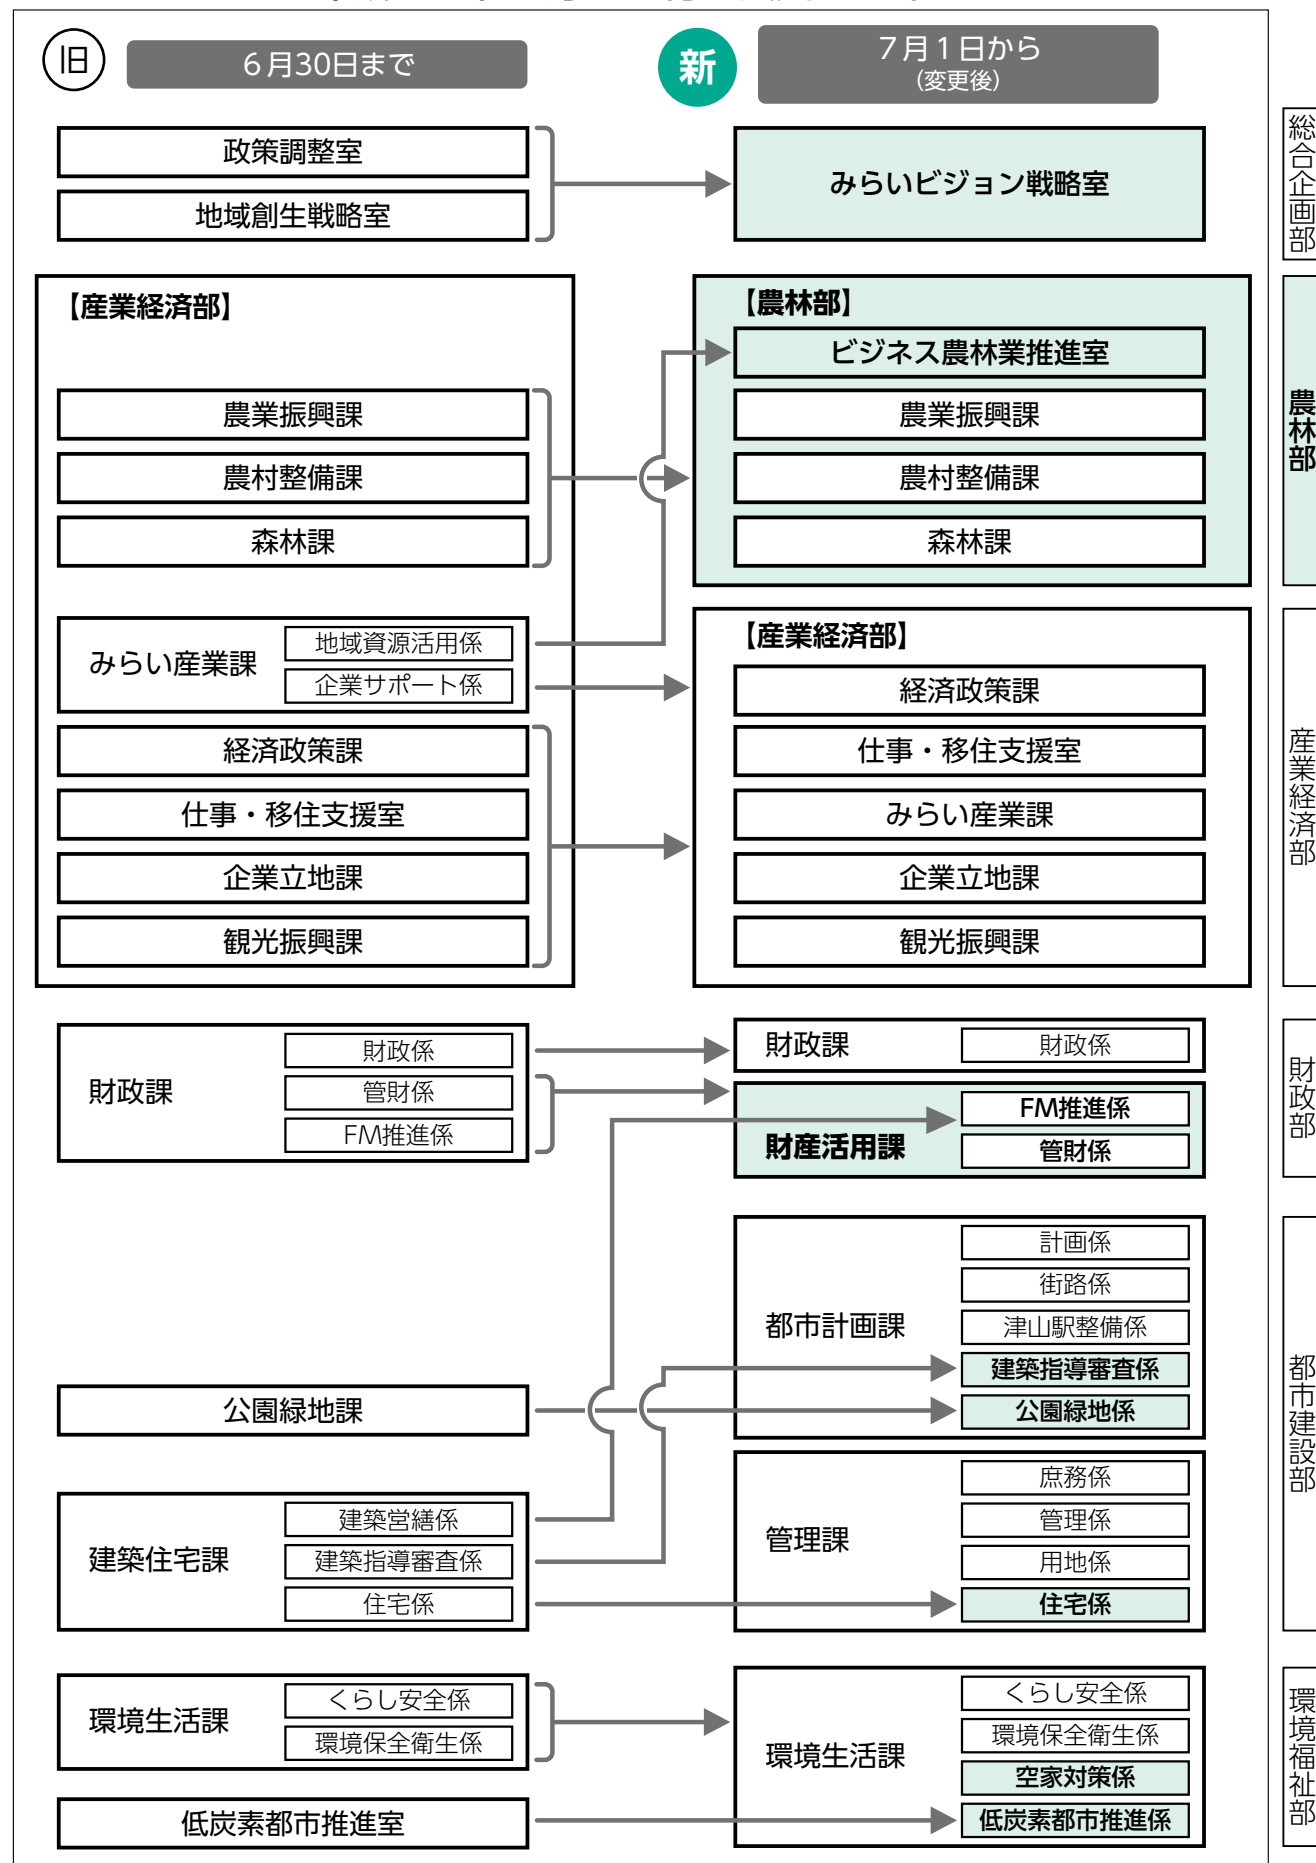 旧
6月30日まで
新
7月1日から
（変更後）
政策調整室
地域創生戦略室
みらいビジョン戦略室
総合企画部
【産業経済部】
農業振興課
農村整備課
森林課
みらい産業課
地域資源活用係
企業サポート係
経済政策課
仕事・移住支援室
企業立地課
観光振興課
【農林部】
ビジネス農林業推進室
農業振興課
農村整備課
森林課
農林部
【産業経済部】
経済政策課
仕事・移住支援室
みらい産業課
企業立地課
観光振興課
産業経済部
財政課
財政係
管財係
FM推進係
財政課
財政係
財産活用課
FM推進係
管財係
財政部
公園緑地課
建築住宅課
建築営繕係
建築指導審査係
住宅係
都市計画課
計画係
街路係
津山駅整備係
建築指導審査係
公園緑地係
管理課
庶務係
管理係
用地係
住宅係
都市建設部
環境生活課
くらし安全係
環境保全衛生係
低炭素都市推進室
環境生活課
くらし安全係
環境保全衛生係
空家対策係
低炭素都市推進係
環境福祉部